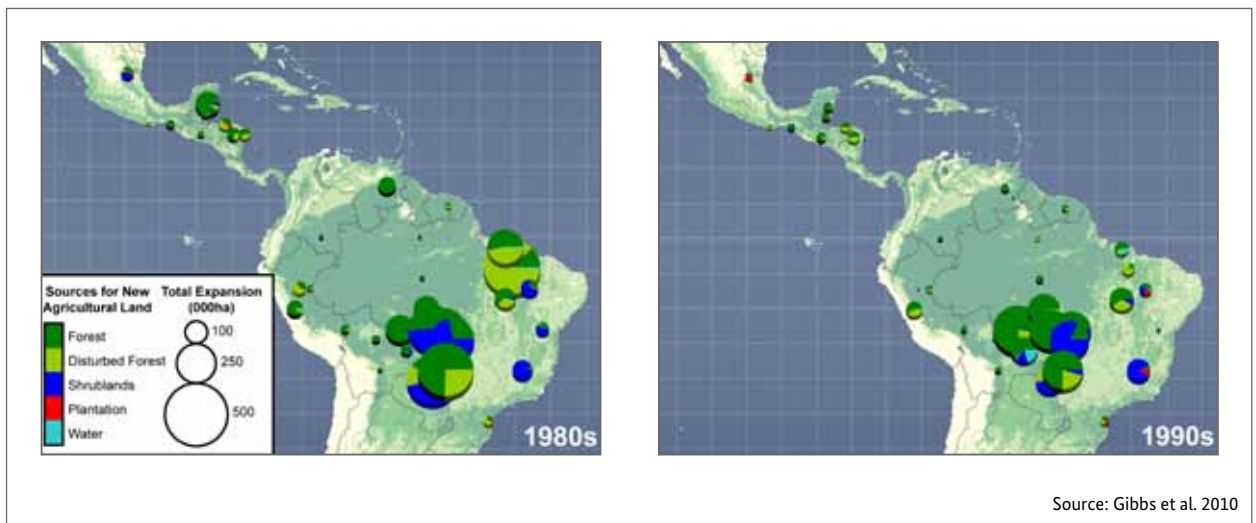 Sources for New
Agricultural Land
Forest
Disturbed Forest
Shrublands
Plantation
Water
Total Expansion
(000ha)
100
250
500
1980s
1990s
Source: Gibbs et al. 2010